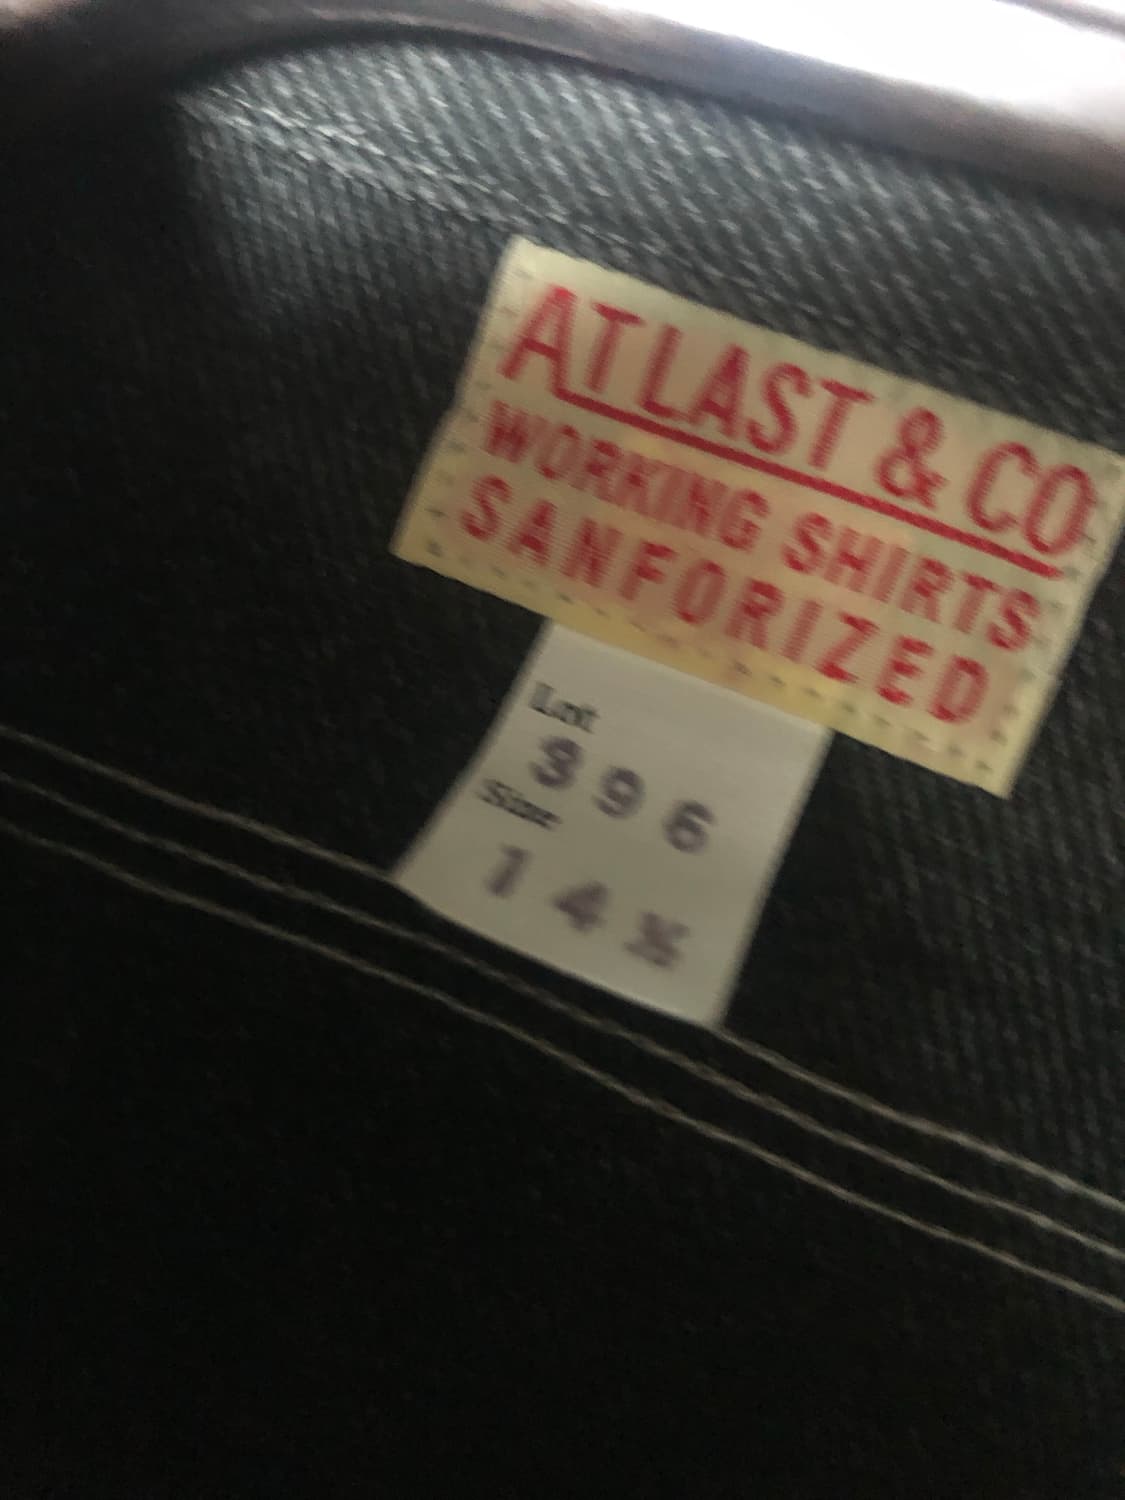 ATLAST & CO
WORKING SHIRTS
SANFORIZED
Lot
396
Size
14½